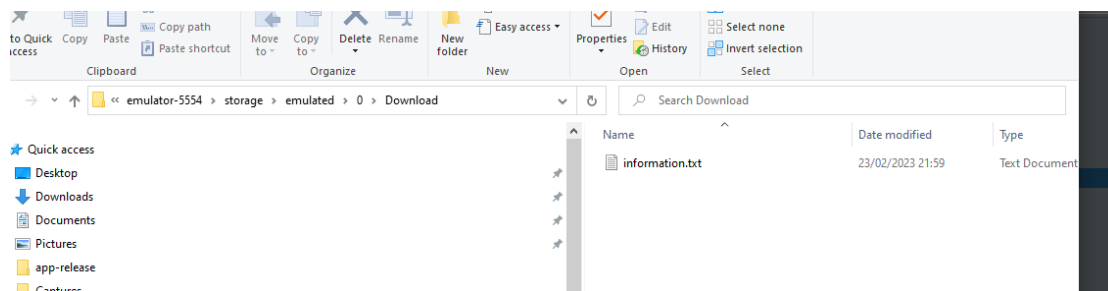 to Quick
access
Copy
Paste
Copy path
Paste shortcut
Clipboard
Move
to
Copy
to
Delete
Rename
Organize
New
folder
Easy access
New
Properties
Edit
History
Open
Select none
Invert selection
Select
« emulator-5554 › storage › emulated › 0 › Download
Search Download
Quick access
Desktop
Downloads
Documents
Pictures
app-release
Captures
Name
Date modified
Type
information.txt
23/02/2023 21:59
Text Document